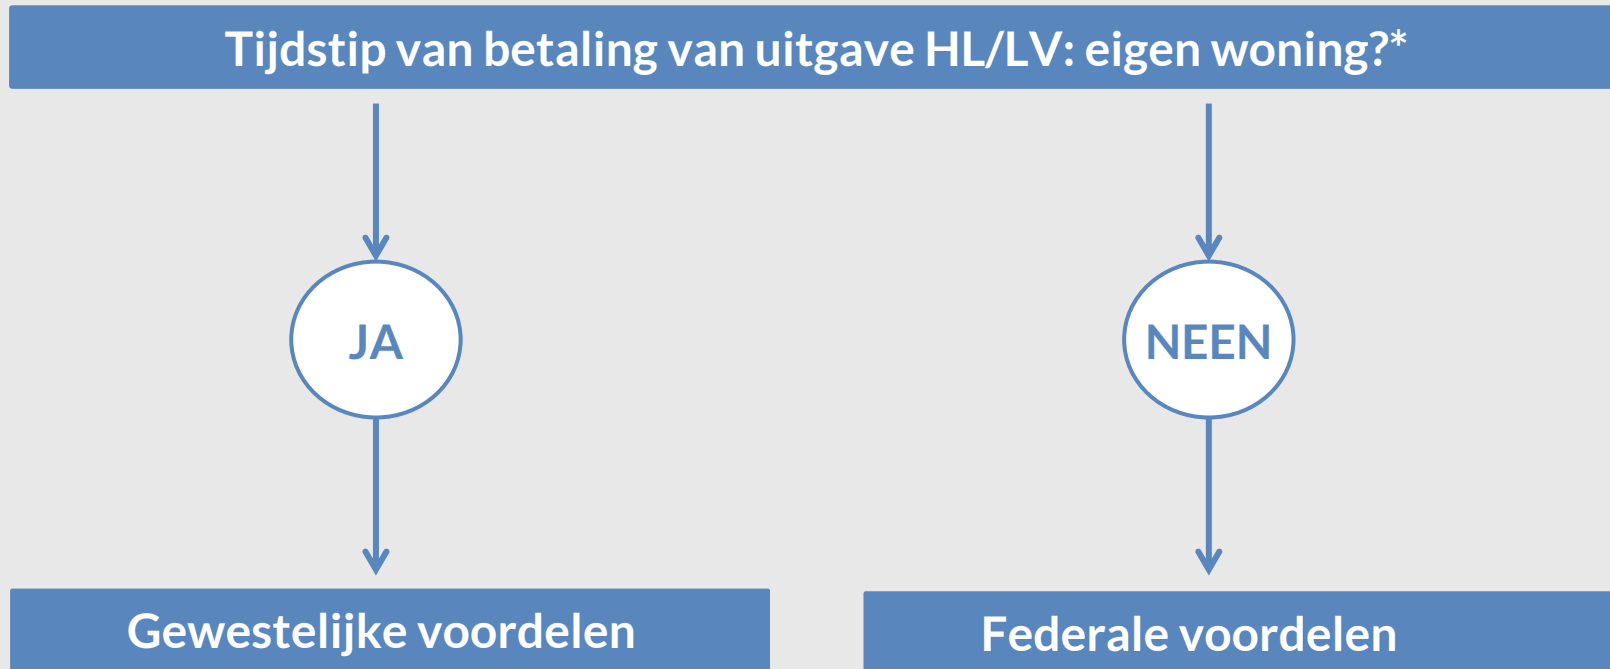 Tijdstip van betaling van uitgave HL/LV: eigen woning?*
JA
NEEN
Gewestelijke voordelen
Federale voordelen